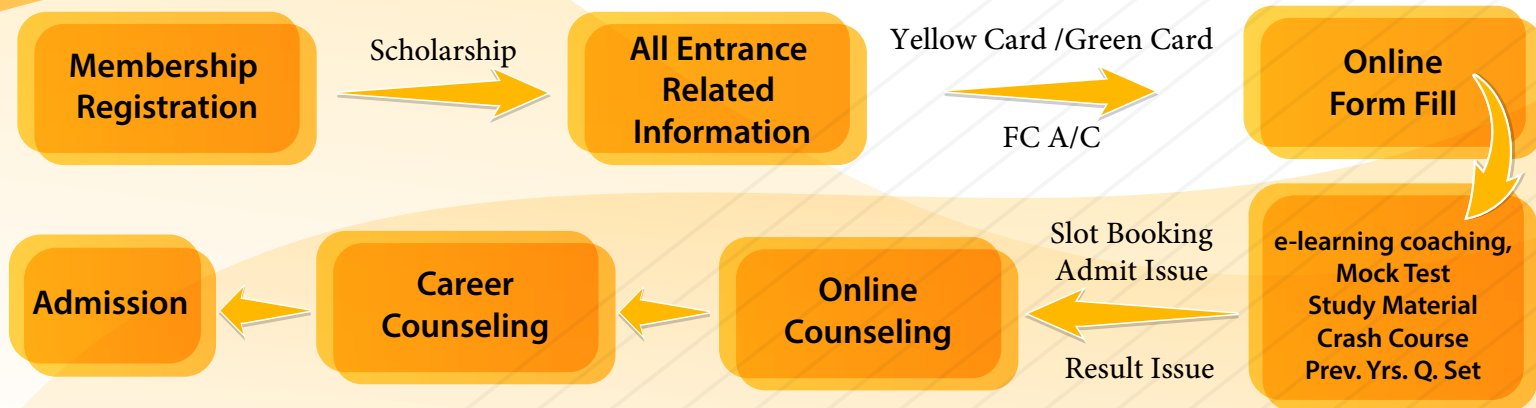 Membership
Registration
Scholarship
All Entrance
Related
Information
Yellow Card /Green Card
FC A/C
Online
Form Fill
e-learning coaching,
Mock Test
Study Material
Crash Course
Prev. Yrs. Q. Set
Slot Booking
Admit Issue
Result Issue
Online
Counseling
Career
Counseling
Admission